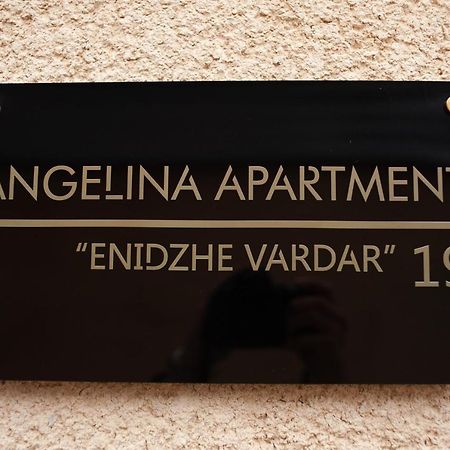 ANGELINA APARTMENT
"ENIDZHE VARDAR" 19